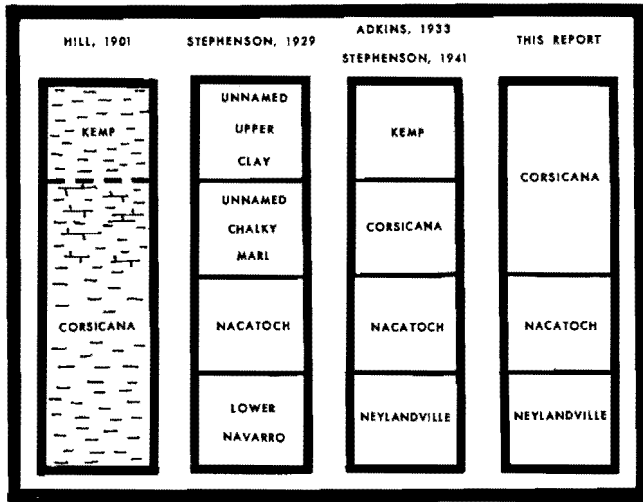 HILL, 1901
KEMP
CORSICANA
STEPHENSON, 1929
UNNAMED
UPPER
CLAY
UNNAMED
CHALKY
MARL
NACATOCH
LOWER
NAVARRO
ADKINS, 1933
STEPHENSON, 1941
KEMP
CORSICANA
NACATOCH
NEYLANDVILLE
THIS REPORT
CORSICANA
NACATOCH
NEYLANDVILLE